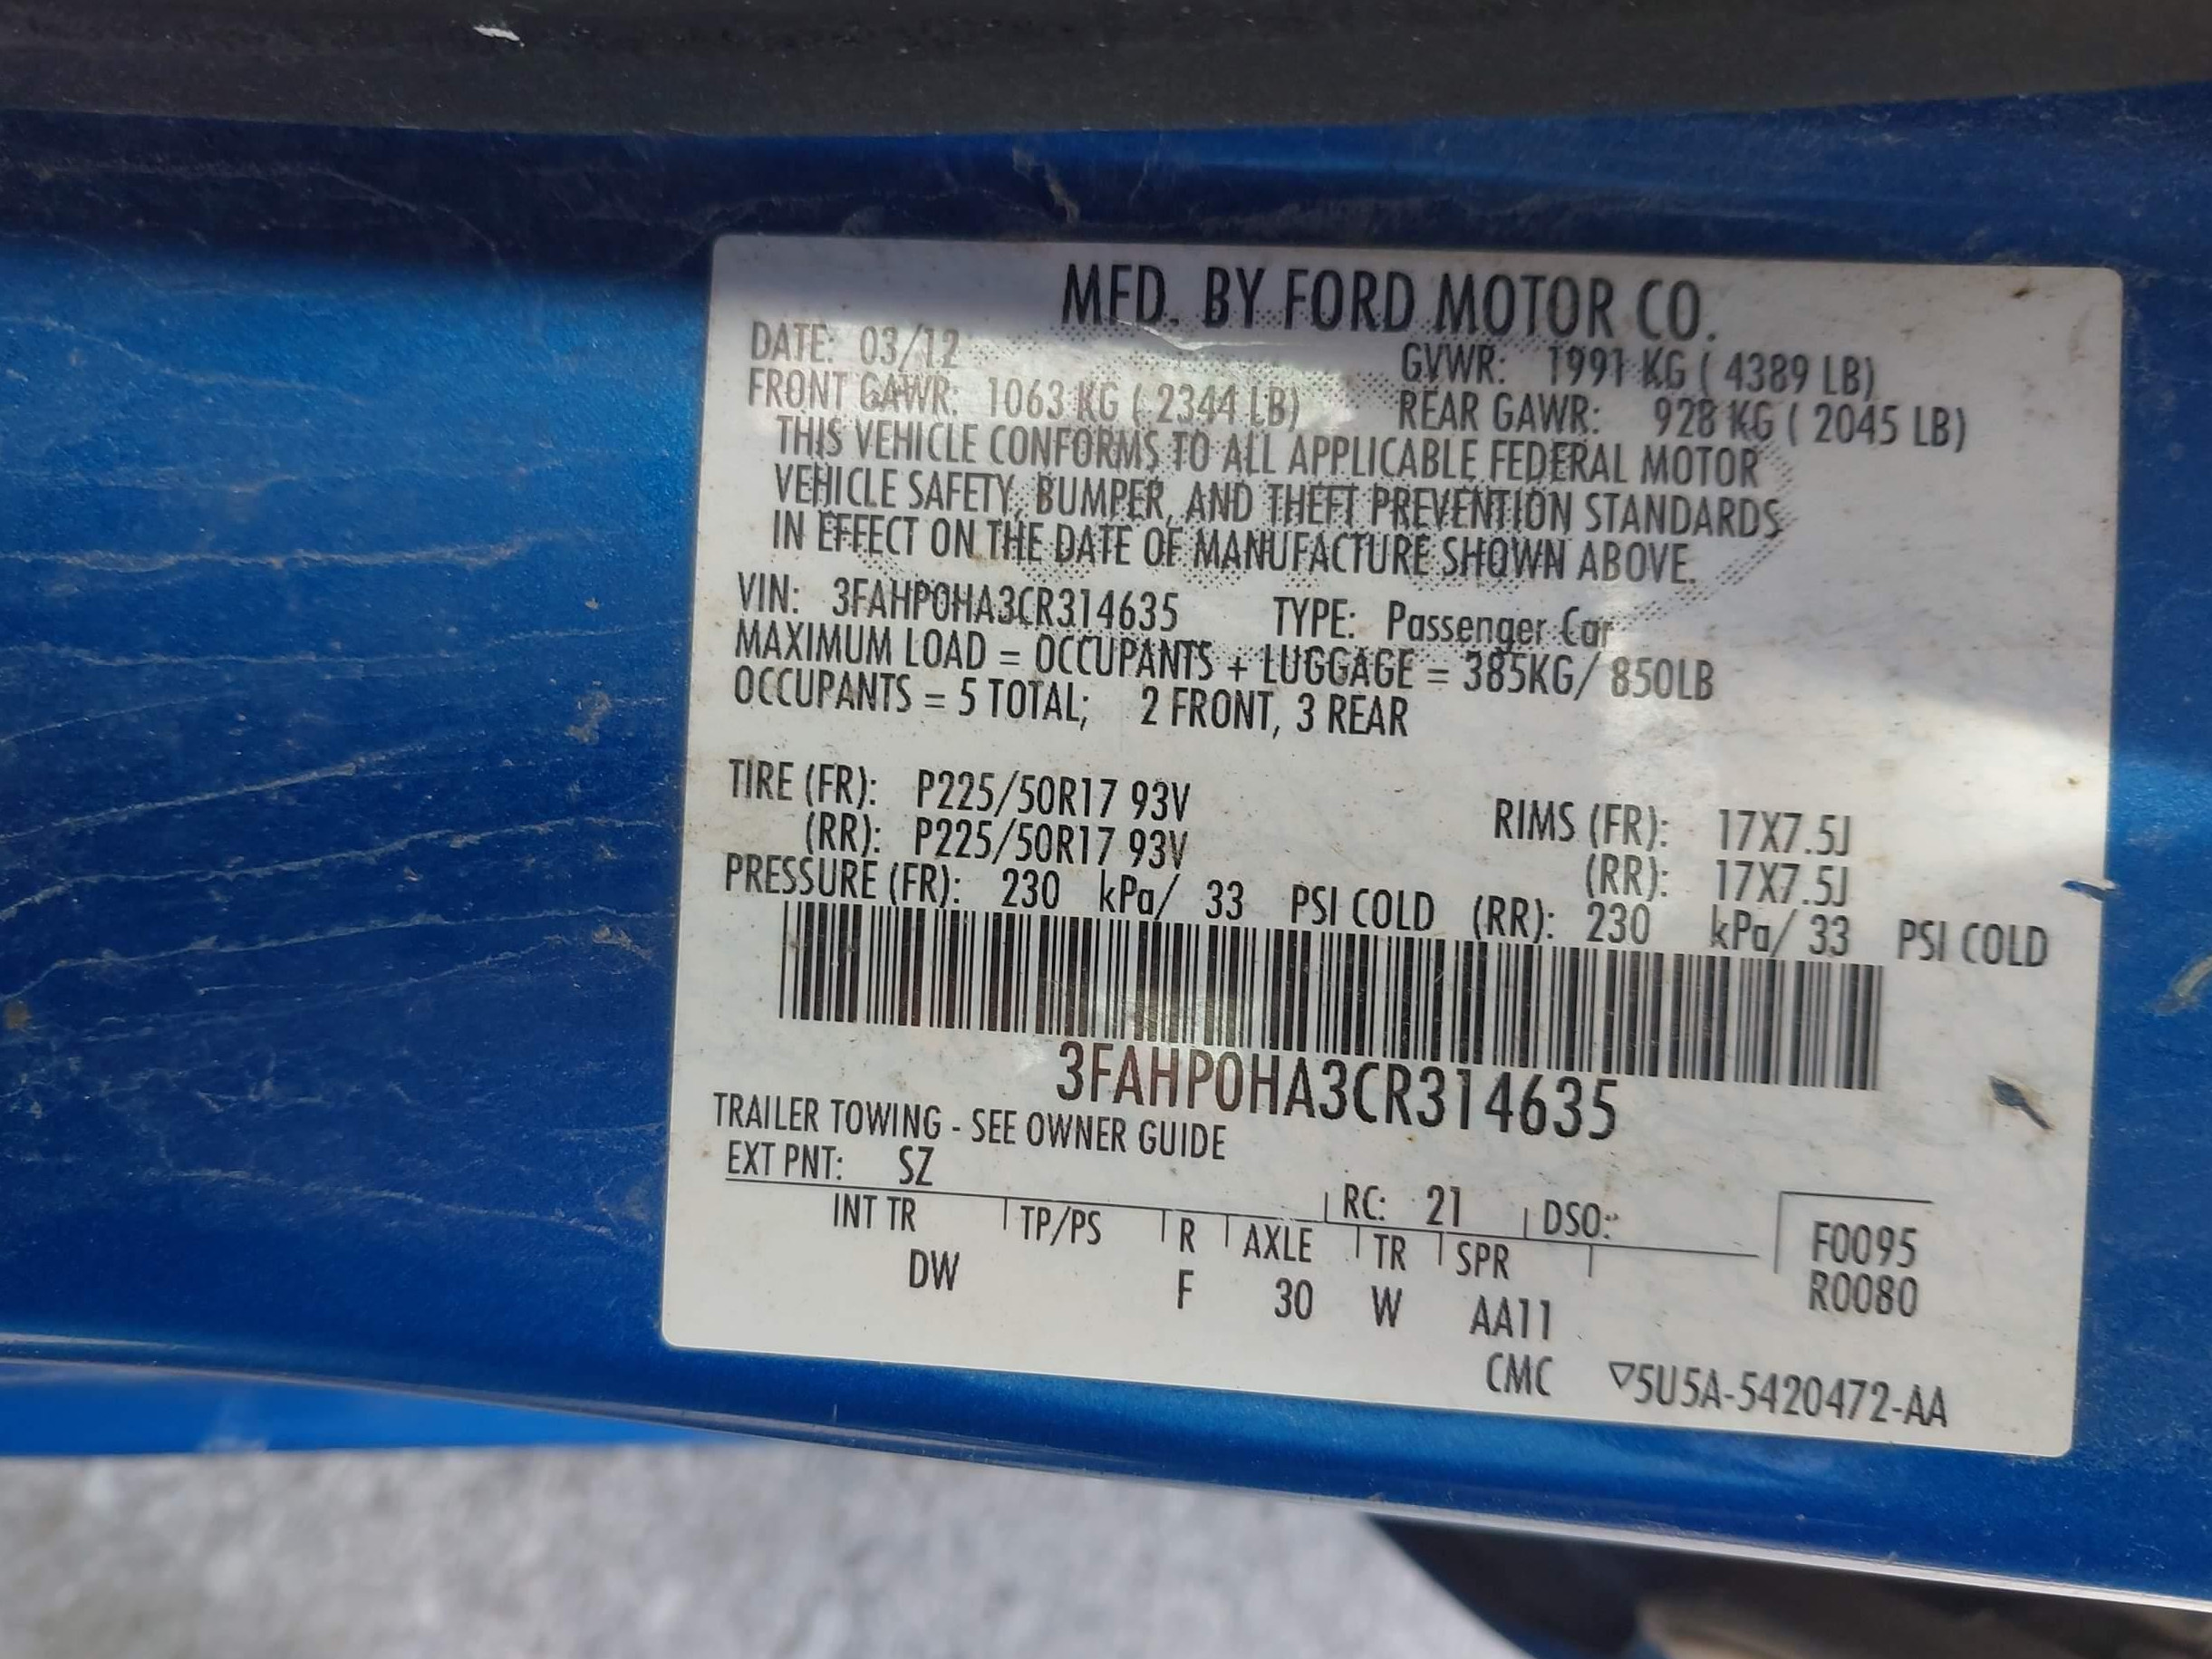 MFD. BY FORD MOTOR CO.
DATE: 03/12 GVWR: 1991 KG ( 4389 LB)
FRONT GAWR: 1063 KG ( 2344 LB) REAR GAWR: 928 KG ( 2045 LB)
THIS VEHICLE CONFORMS TO ALL APPLICABLE FEDERAL MOTOR
VEHICLE SAFETY, BUMPER, AND THEFT PREVENTION STANDARDS
IN EFFECT ON THE DATE OF MANUFACTURE SHOWN ABOVE.
VIN: 3FAHP0HA3CR314635 TYPE: Passenger Car
MAXIMUM LOAD = OCCUPANTS + LUGGAGE = 385KG/ 850LB
OCCUPANTS = 5 TOTAL; 2 FRONT, 3 REAR
TIRE (FR): P225/50R17 93V RIMS (FR): 17X7.5J
(RR): P225/50R17 93V (RR): 17X7.5J
PRESSURE (FR): 230 kPa/ 33 PSI COLD (RR): 230 kPa/ 33 PSI COLD
3FAHP0HA3CR314635
TRAILER TOWING - SEE OWNER GUIDE
EXT PNT: SZ RC: 21 DSO:
INT TR TP/PS R AXLE TR SPR F0095
DW F 30 W AA11 R0080
CMC ▽5U5A-5420472-AA